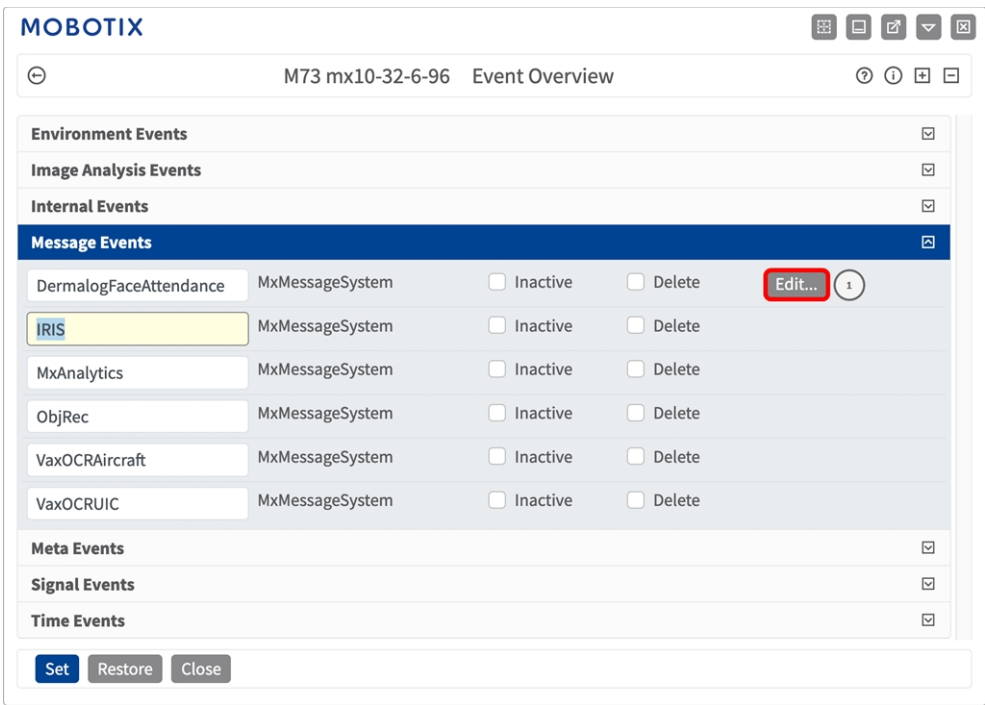 MOBOTIX
M73 mx10-32-6-96 Event Overview
Environment Events
Image Analysis Events
Internal Events
Message Events
DermalogFaceAttendance MxMessageSystem Inactive Delete Edit... 1
IRIS MxMessageSystem Inactive Delete
MxAnalytics MxMessageSystem Inactive Delete
ObjRec MxMessageSystem Inactive Delete
VaxOCRAircraft MxMessageSystem Inactive Delete
VaxOCRUIC MxMessageSystem Inactive Delete
Meta Events
Signal Events
Time Events
Set Restore Close